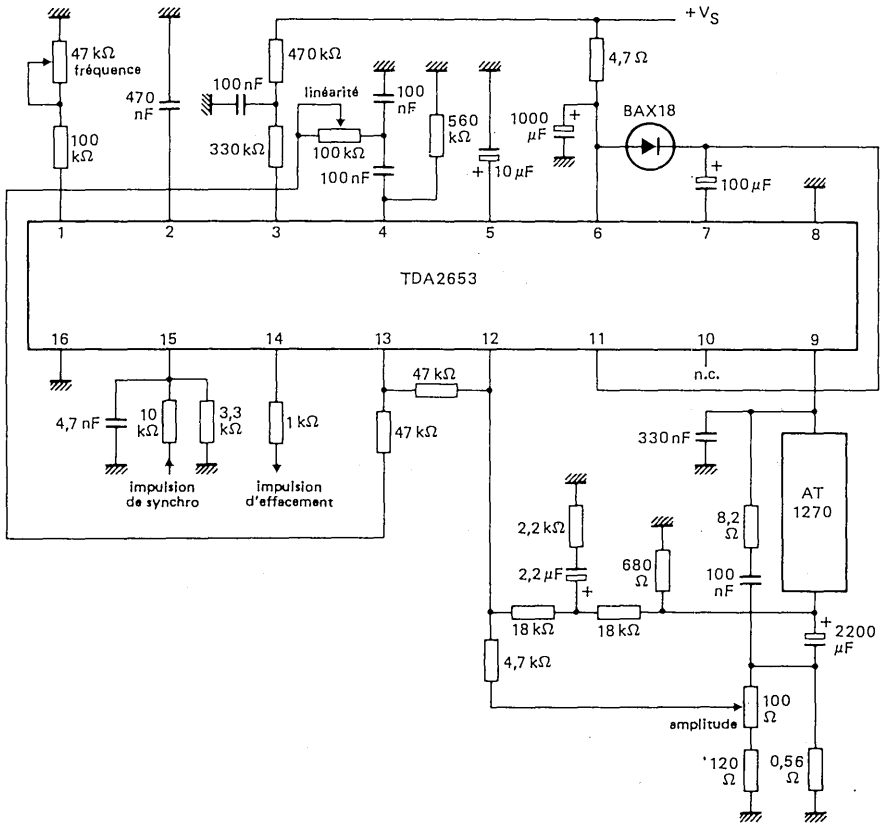 +VS
47 kΩ
fréquence
100
kΩ
470
nF
470 kΩ
100 nF
330 kΩ
linéarité
100 kΩ
100
nF
100 nF
560
kΩ
+
10 µF
4,7 Ω
1000
µF
+
BAX18
+
100 µF
1
2
3
4
5
6
7
8
TDA2653
16
15
14
13
12
11
10
9
n.c.
4,7 nF
10
kΩ
3,3
kΩ
impulsion
de synchro
1 kΩ
impulsion
d'effacement
47 kΩ
47 kΩ
330 nF
AT
1270
8,2
Ω
100
nF
2,2 kΩ
2,2 µF
+
680
Ω
18 kΩ
18 kΩ
+
2200
µF
4,7 kΩ
amplitude
100
Ω
120
Ω
0,56
Ω